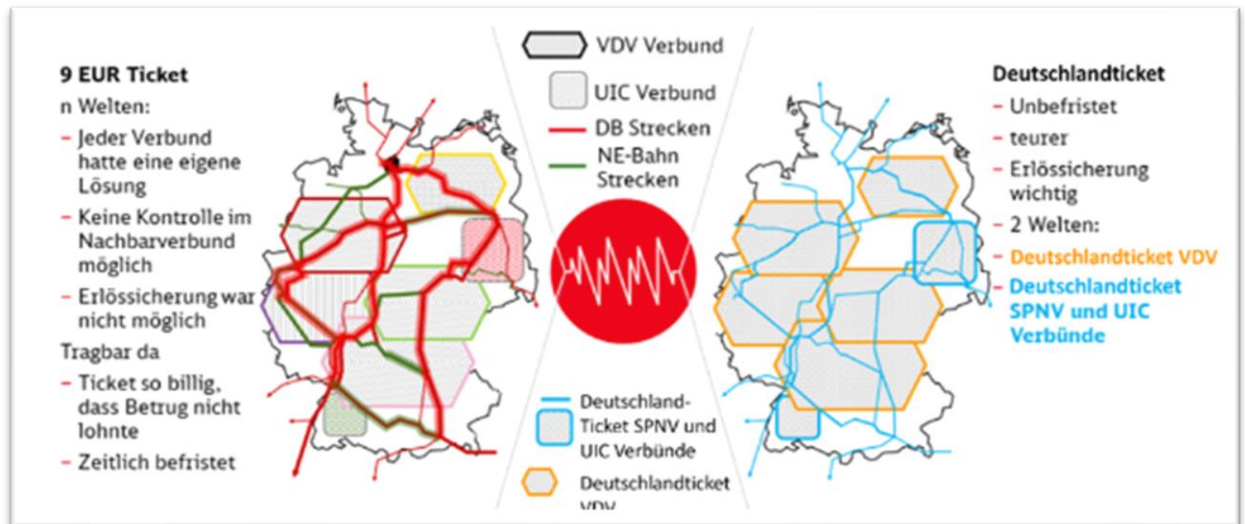 9 EUR Ticket
n Welten:
– Jeder Verbund
hatte eine eigene
Lösung
– Keine Kontrolle im
Nachbarverbund
möglich
– Erlössicherung war
nicht möglich
Tragbar da
– Ticket so billig,
dass Betrug nicht
lohnte
– Zeitlich befristet
VDV Verbund
UIC Verbund
DB Strecken
NE-Bahn
Strecken
Deutschland-
Ticket SPNV und
UIC Verbünde
Deutschlandticket
VDV
Deutschlandticket
– Unbefristet
– teurer
– Erlössicherung
wichtig
– 2 Welten:
– Deutschlandticket VDV
– Deutschlandticket
SPNV und UIC
Verbünde